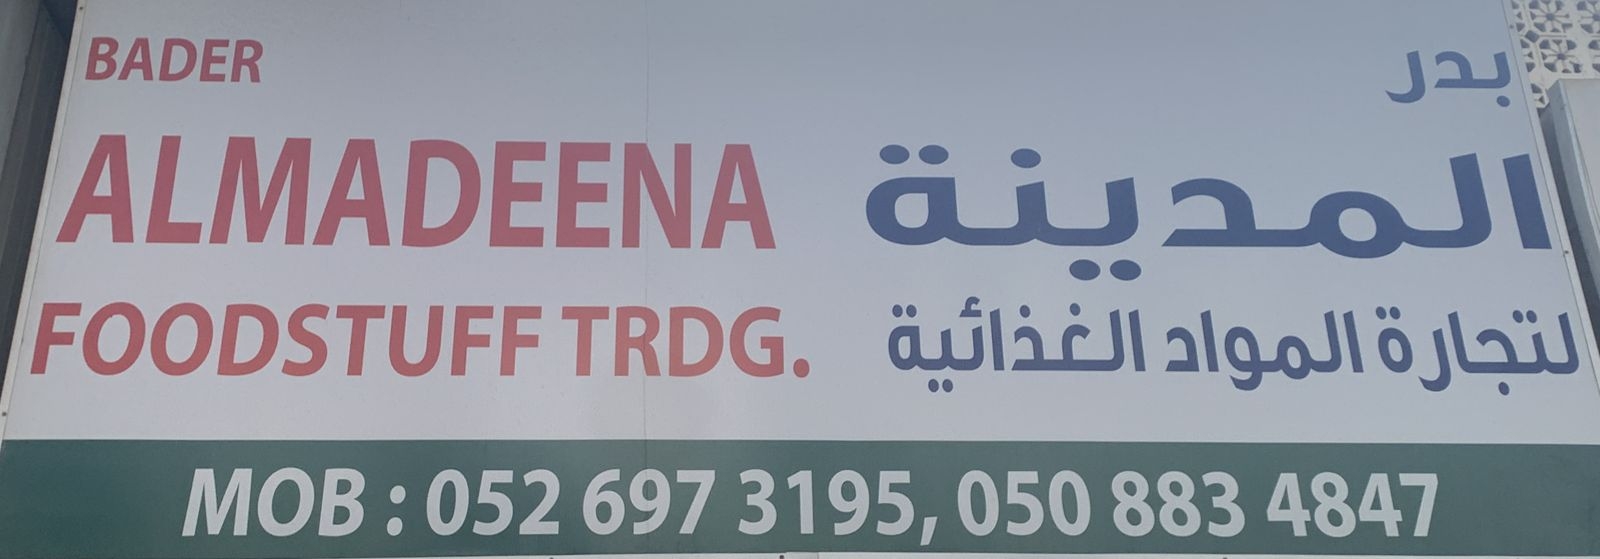 BADER
ALMADEENA
FOODSTUFF TRDG.
بدر
المدينة
لتجارة المواد الغذائية
MOB : 052 697 3195, 050 883 4847